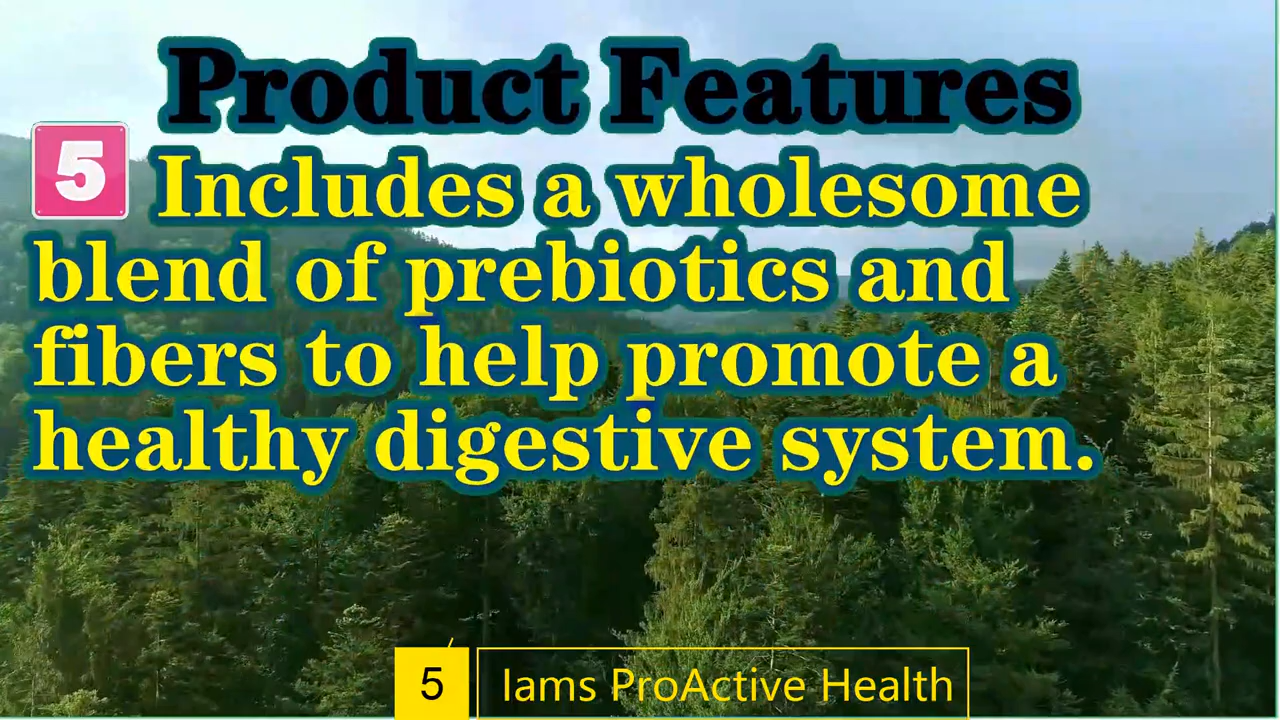 Product Features
5 Includes a wholesome
blend of prebiotics and
fibers to help promote a
healthy digestive system.
5 Iams ProActive Health